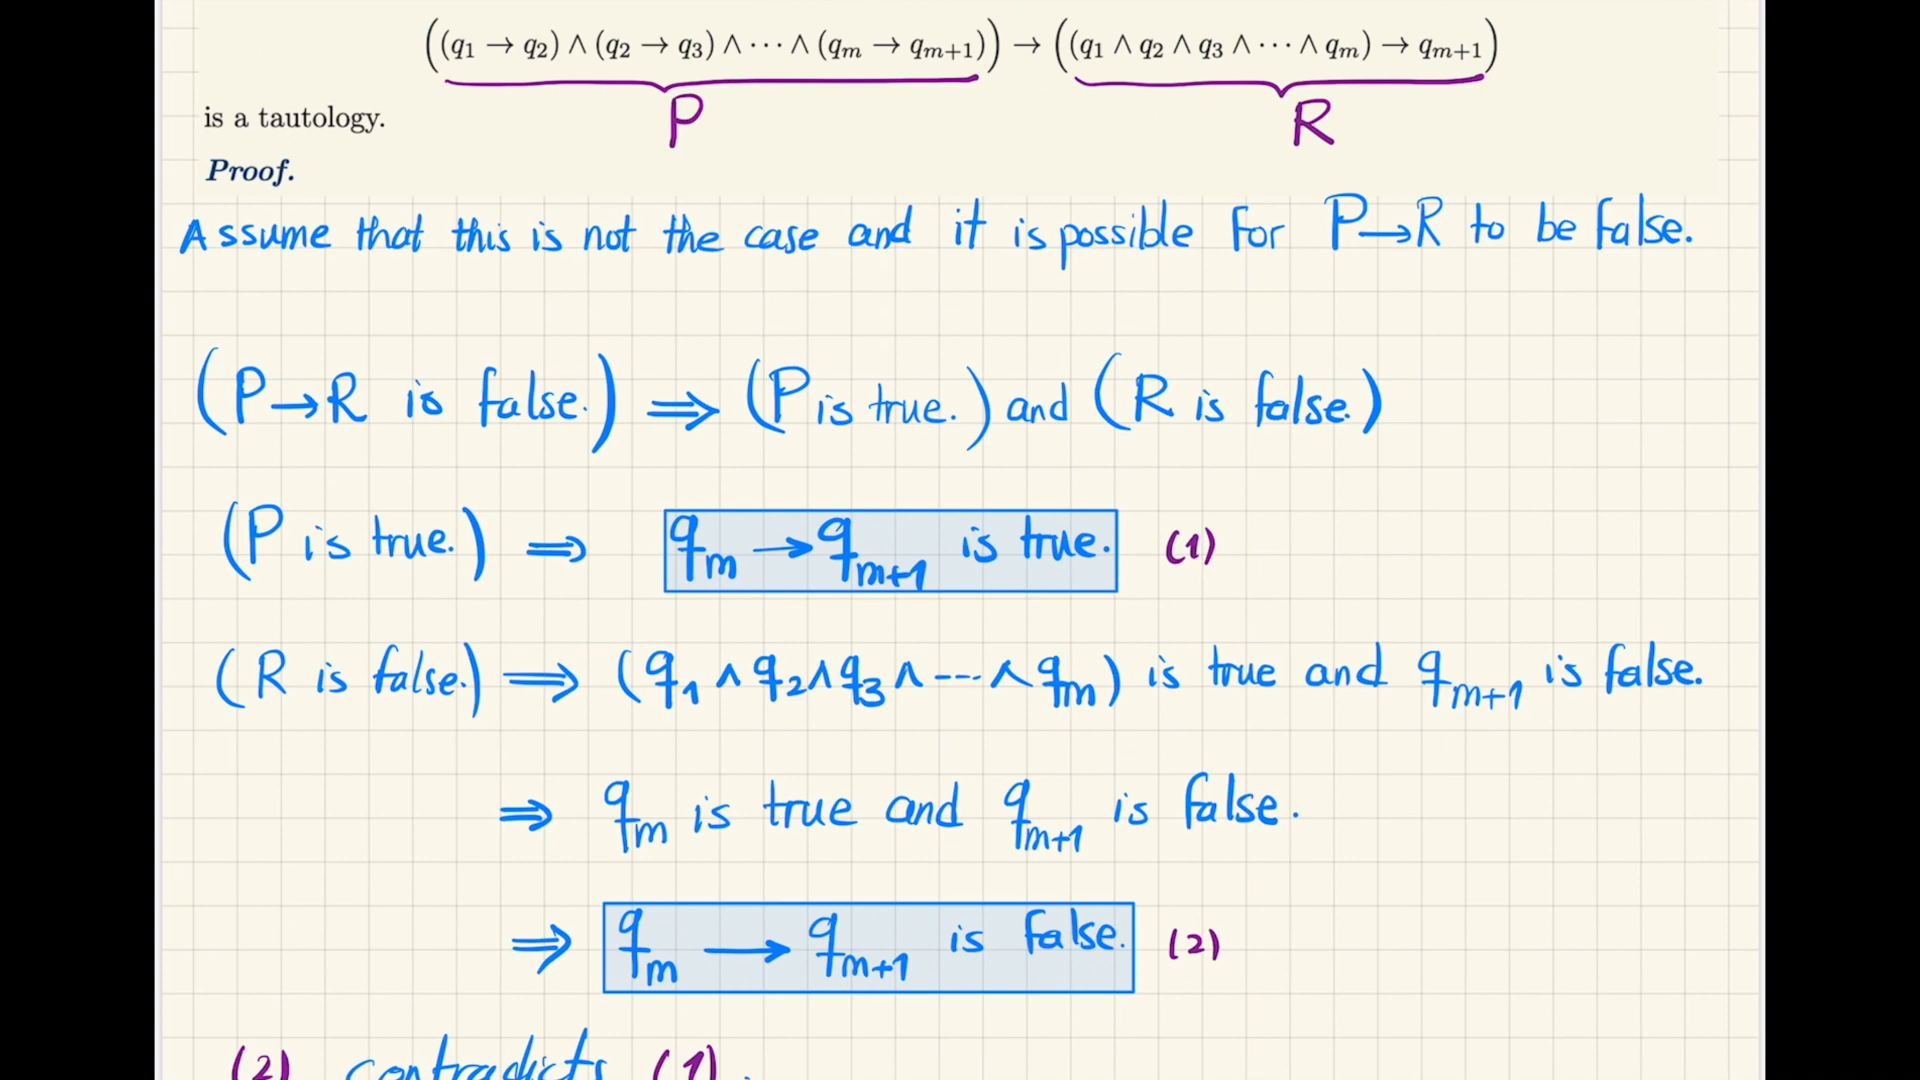 ((q₁ → q₂) ∧ (q₂ → q₃) ∧ ··· ∧ (qₘ → qₘ₊₁)) → ((q₁ ∧ q₂ ∧ q₃ ∧ ··· ∧ qₘ) → qₘ₊₁)
P R
is a tautology.
Proof.
Assume that this is not the case and it is possible for P→R to be false.
(P→R is false.) ⟹ (P is true.) and (R is false.)
(P is true.) ⟹ qₘ → qₘ₊₁ is true. (1)
(R is false.) ⟹ (q₁ ∧ q₂ ∧ q₃ ∧ --- ∧ qₘ) is true and qₘ₊₁ is false.
⟹ qₘ is true and qₘ₊₁ is false.
⟹ qₘ → qₘ₊₁ is false. (2)
(2) contradicts (1).